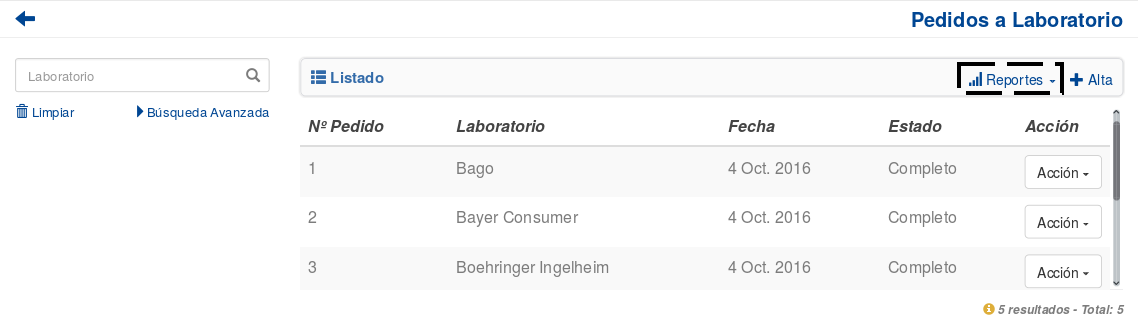 Pedidos a Laboratorio
Laboratorio
Limpiar Búsqueda Avanzada
Listado Reportes Alta
Nº Pedido Laboratorio Fecha Estado Acción
1 Bago 4 Oct. 2016 Completo Acción
2 Bayer Consumer 4 Oct. 2016 Completo Acción
3 Boehringer Ingelheim 4 Oct. 2016 Completo Acción
5 resultados - Total: 5